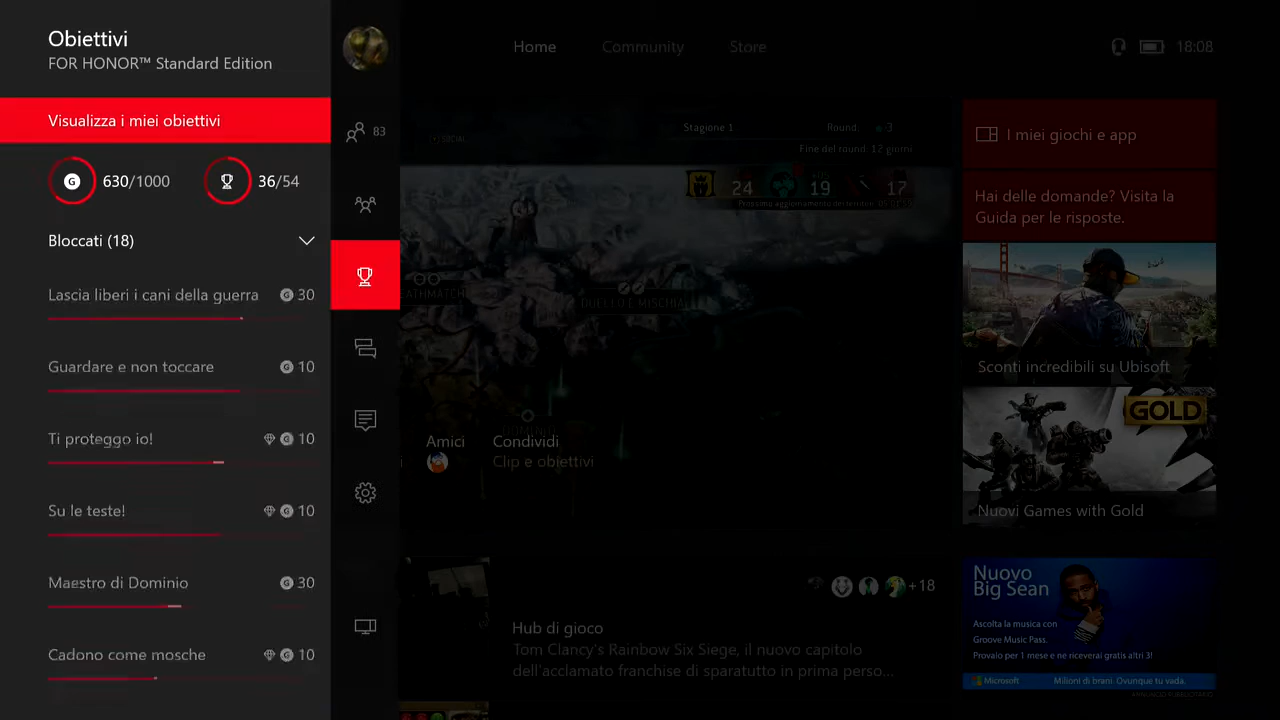 Obiettivi
FOR HONOR™ Standard Edition
Visualizza i miei obiettivi
630/1000
36/54
Bloccati (18)
Lascia liberi i cani della guerra
G 30
Guardare e non toccare
G 10
Ti proteggo io!
G 10
Su le teste!
G 10
Maestro di Dominio
G 30
Cadono come mosche
G 10
83
Home
Community
Store
18:08
SOCIAL
Stagione 1
Round.
3
Fine del round: 12 giorni
24
19
17
DUELLO E MISCHIA
Amici
Condividi
Clip e obiettivi
+18
Hub di gioco
Tom Clancy's Rainbow Six Siege, il nuovo capitolo
dell'acclamato franchise di sparatutto in prima perso...
I miei giochi e app
Hai delle domande? Visita la
Guida per le risposte.
Sconti incredibili su Ubisoft
GOLD
Nuovi Games with Gold
Nuovo
Big Sean
Ascolta la musica con
Groove Music Pass.
Provalo per 1 mese e ne riceverai gratis altri 3!
Microsoft
Milioni di brani. Ovunque tu vada.